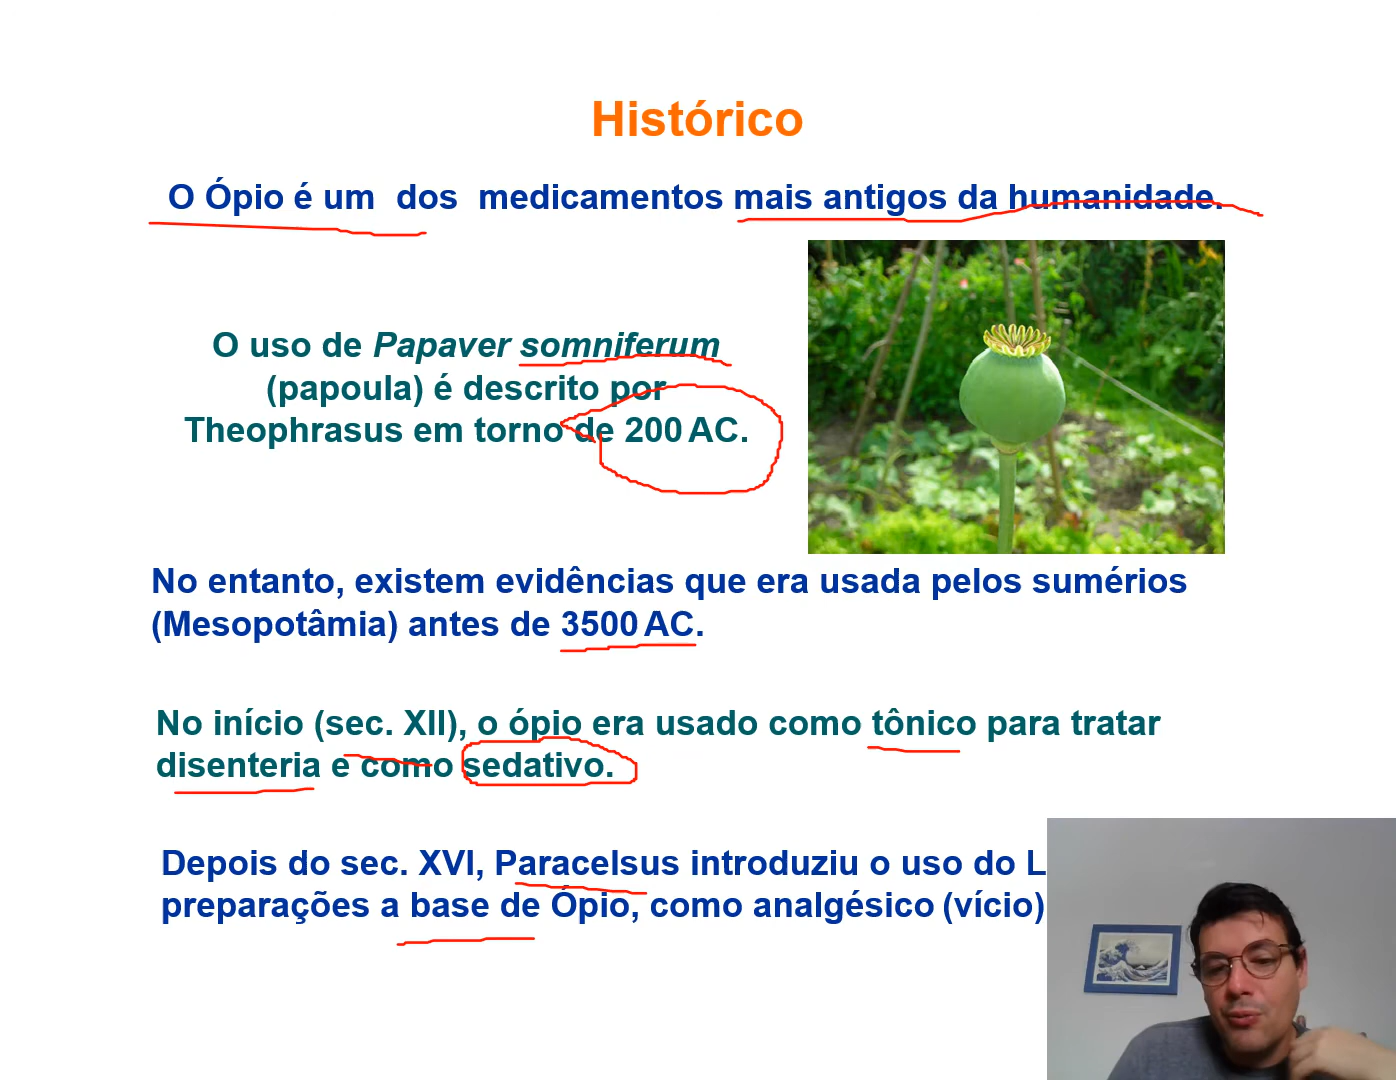 Histórico
O Ópio é um dos medicamentos mais antigos da humanidade.
O uso de Papaver somniferum
(papoula) é descrito por
Theophrasus em torno de 200 AC.
No entanto, existem evidências que era usada pelos sumérios
(Mesopotâmia) antes de 3500 AC.
No início (sec. XII), o ópio era usado como tônico para tratar
disenteria e como sedativo.
Depois do sec. XVI, Paracelsus introduziu o uso do L
preparações a base de Ópio, como analgésico (vício)